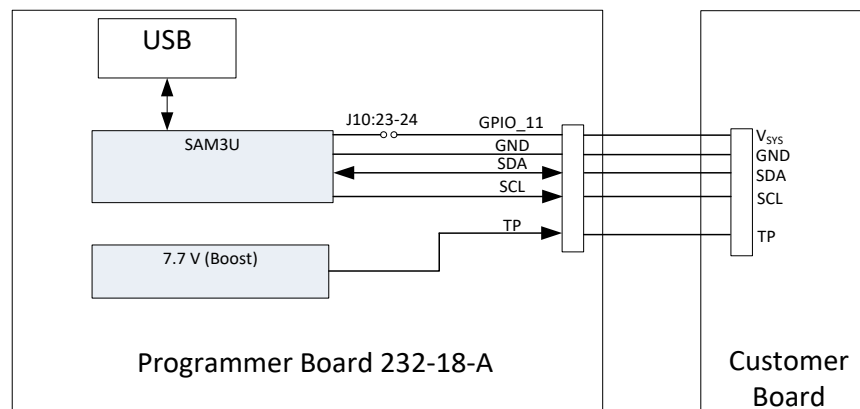 USB
J10:23-24
GPIO_11
VSYS
SAM3U
GND
GND
SDA
SDA
SCL
SCL
TP
TP
7.7 V (Boost)
Programmer Board 232-18-A
Customer
Board